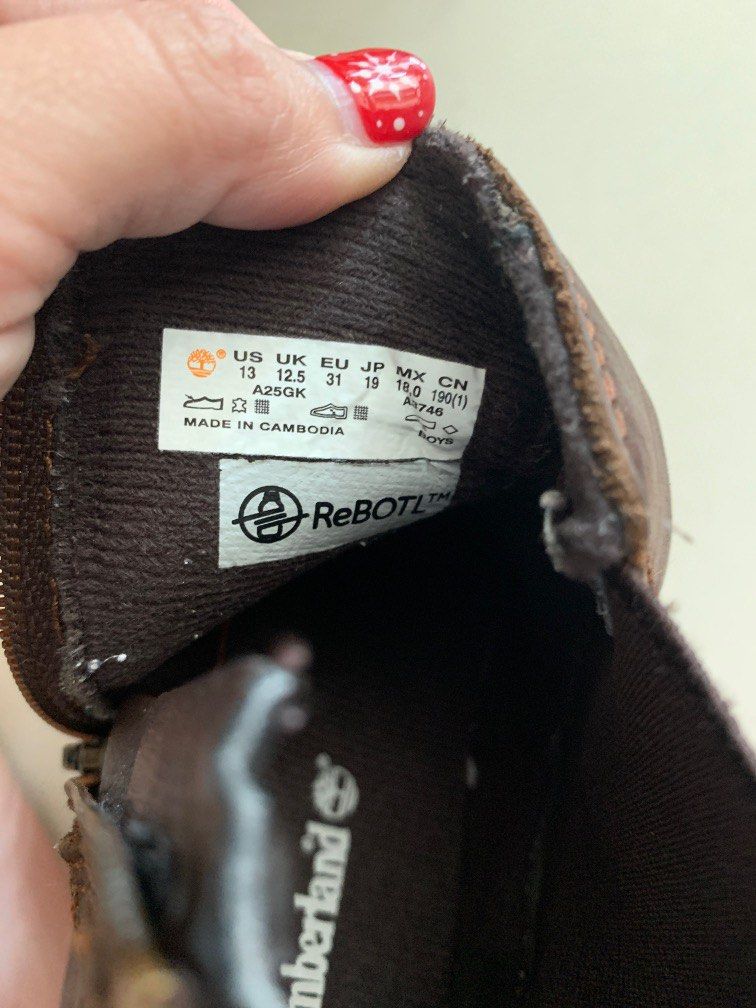 ® US UK EU JP MX CN
13 12.5 31 19 18.0 190(1)
A25GK
MADE IN CAMBODIA
BOYS
ReBOTL™
mberland